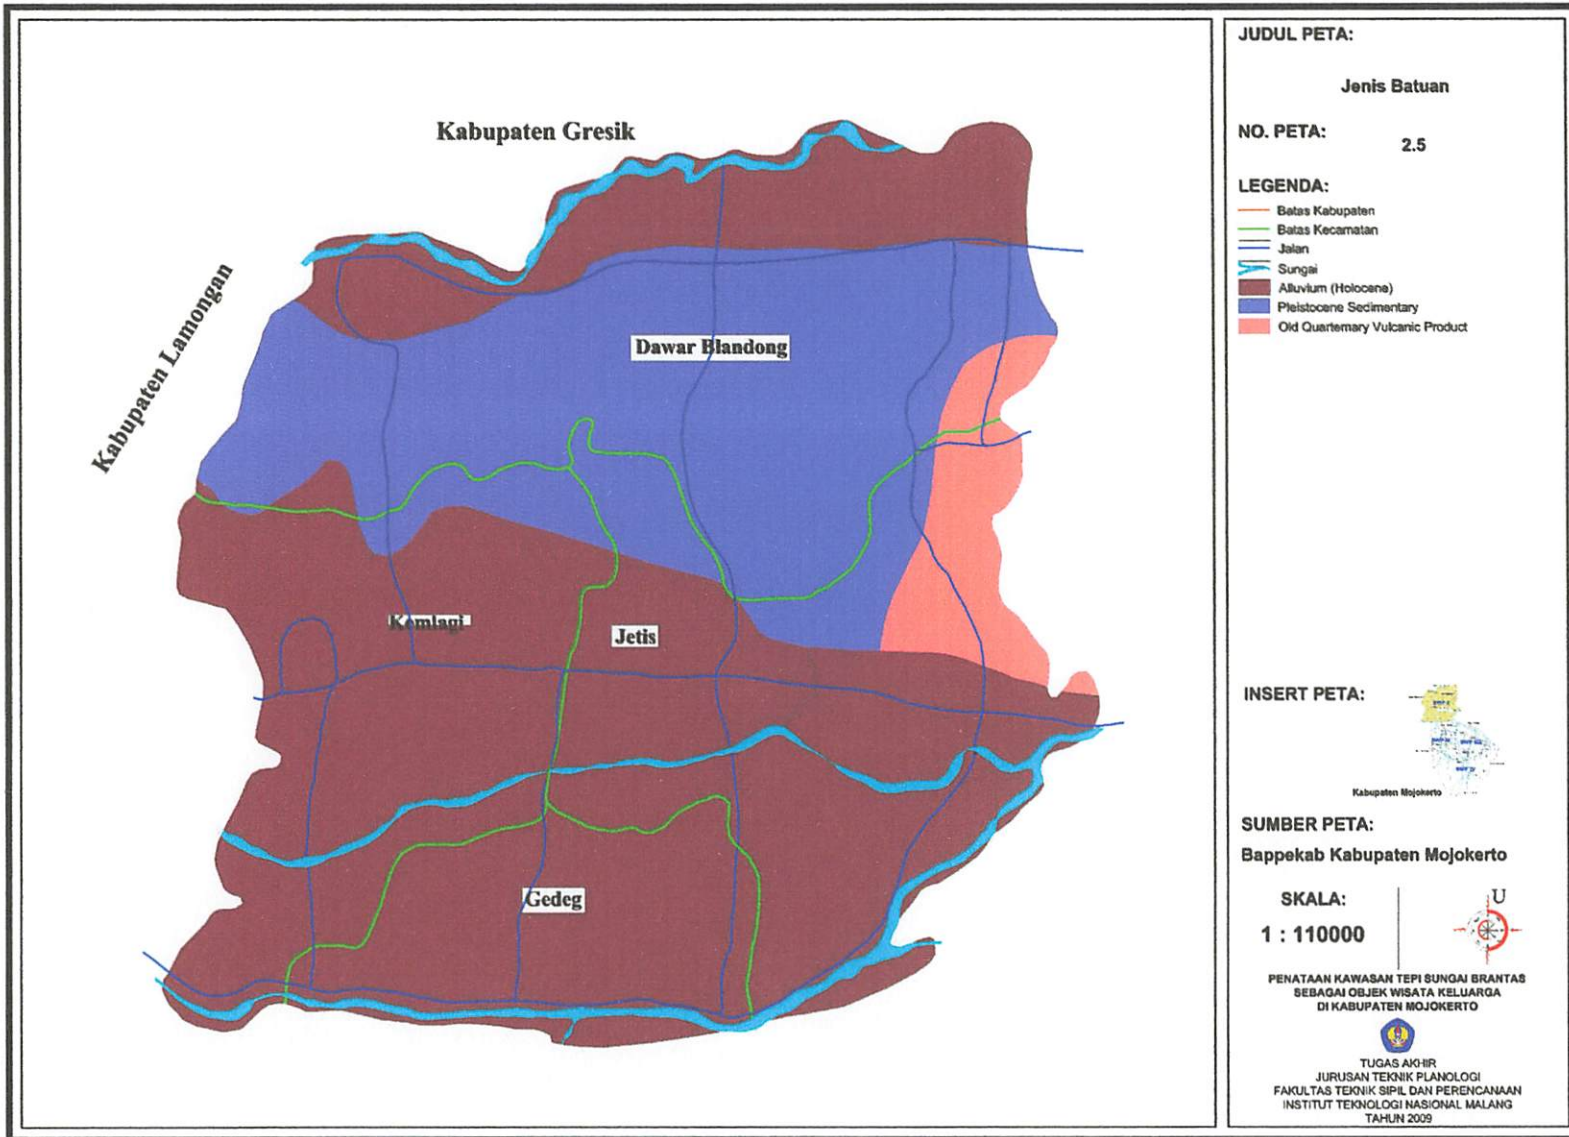 Kabupaten Gresik
Kabupaten Lamongan
Dawar Blandong
Kemlagi
Jetis
Gedeg
JUDUL PETA:
Jenis Batuan
NO. PETA:
2.5
LEGENDA:
Batas Kabupaten
Batas Kecamatan
Jalan
Sungai
Alluvium (Holocene)
Pleistocene Sedimentary
Old Quarternary Vulcanic Product
INSERT PETA:
Kabupaten Mojokerto
SUMBER PETA:
Bappekab Kabupaten Mojokerto
SKALA:
1 : 110000
U
PENATAAN KAWASAN TEPI SUNGAI BRANTAS
SEBAGAI OBJEK WISATA KELUARGA
DI KABUPATEN MOJOKERTO
TUGAS AKHIR
JURUSAN TEKNIK PLANOLOGI
FAKULTAS TEKNIK SIPIL DAN PERENCANAAN
INSTITUT TEKNOLOGI NASIONAL MALANG
TAHUN 2009